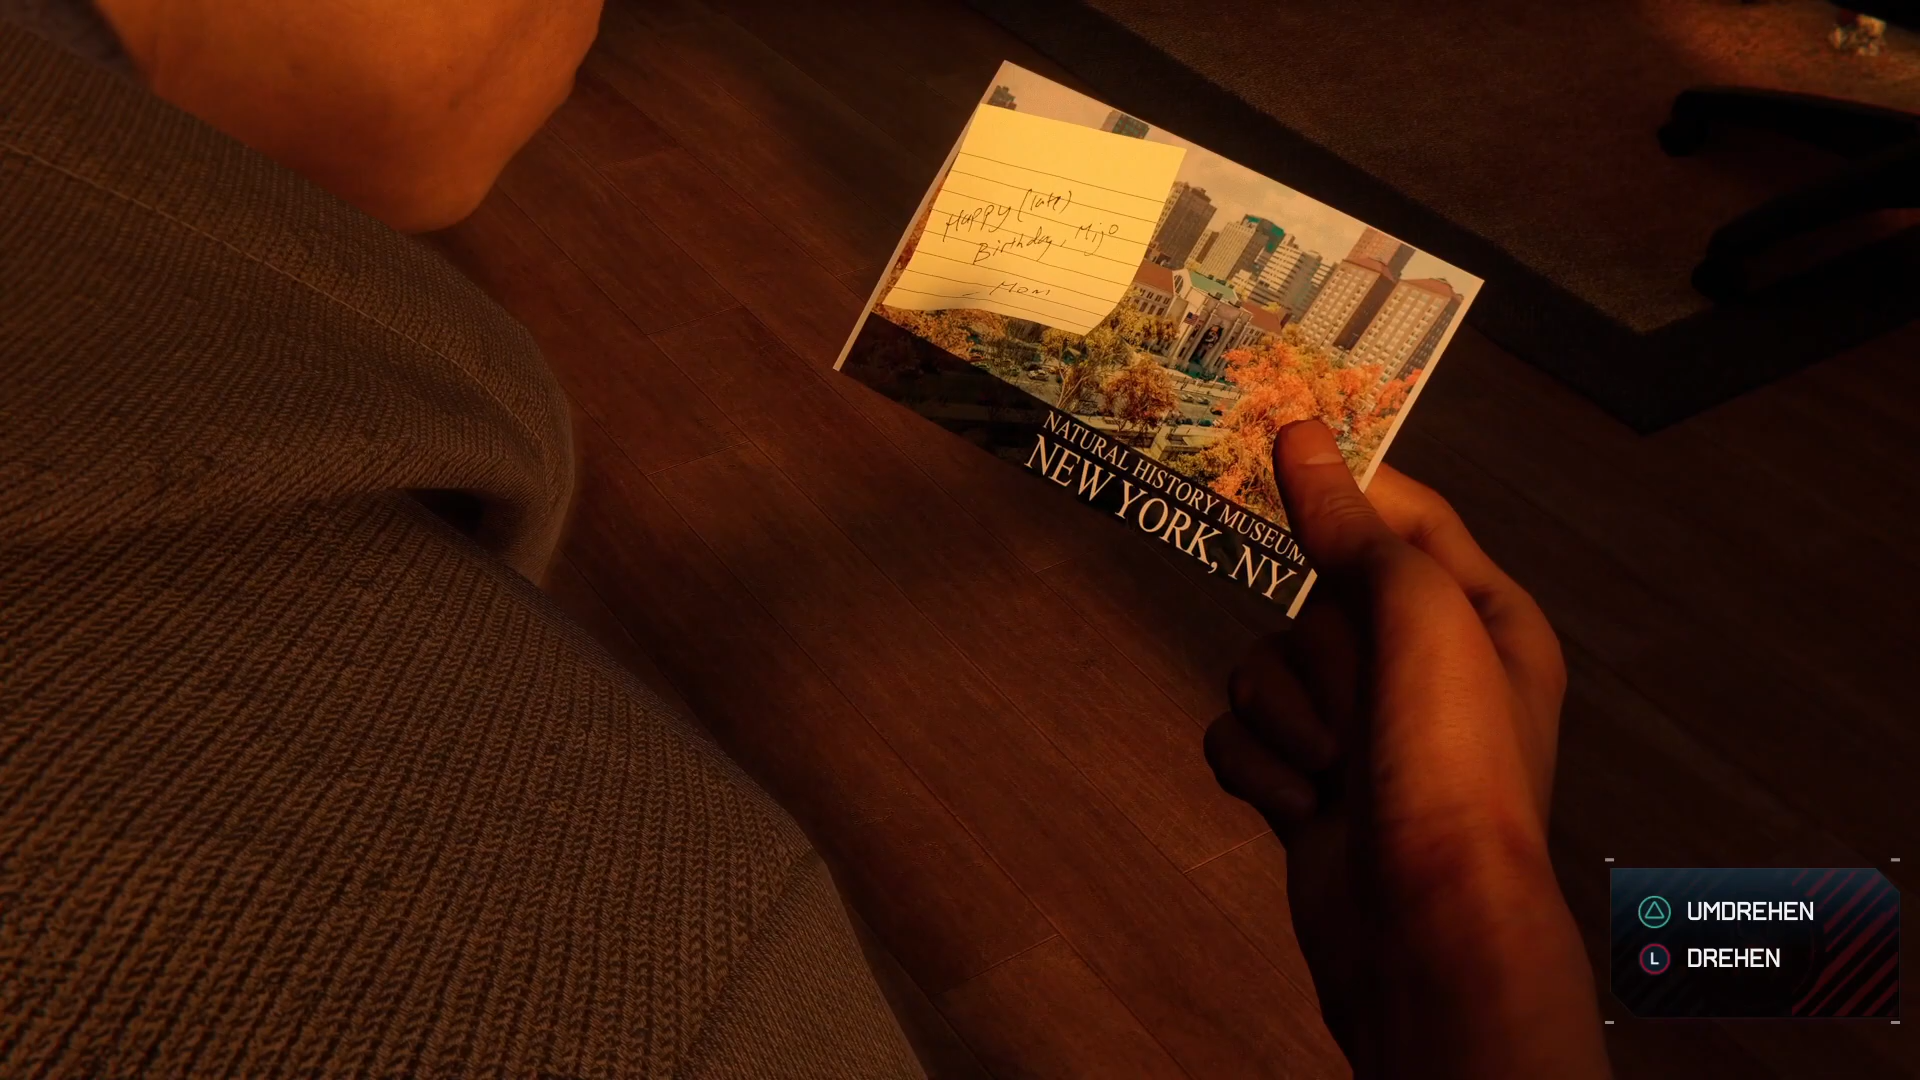 Happy (late)
Birthday, Mijo
— Mom
NATURAL HISTORY MUSEUM
NEW YORK, NY
UMDREHEN
L DREHEN